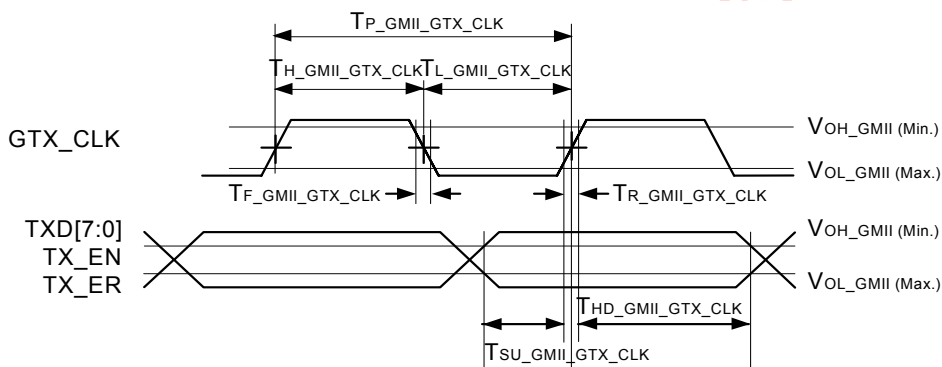 TP_GMII_GTX_CLK
TH_GMII_GTX_CLK TL_GMII_GTX_CLK
GTX_CLK
VOH_GMII (Min.)
VOL_GMII (Max.)
TF_GMII_GTX_CLK
TR_GMII_GTX_CLK
TXD[7:0]
TX_EN
TX_ER
VOH_GMII (Min.)
VOL_GMII (Max.)
THD_GMII_GTX_CLK
TSU_GMII_GTX_CLK